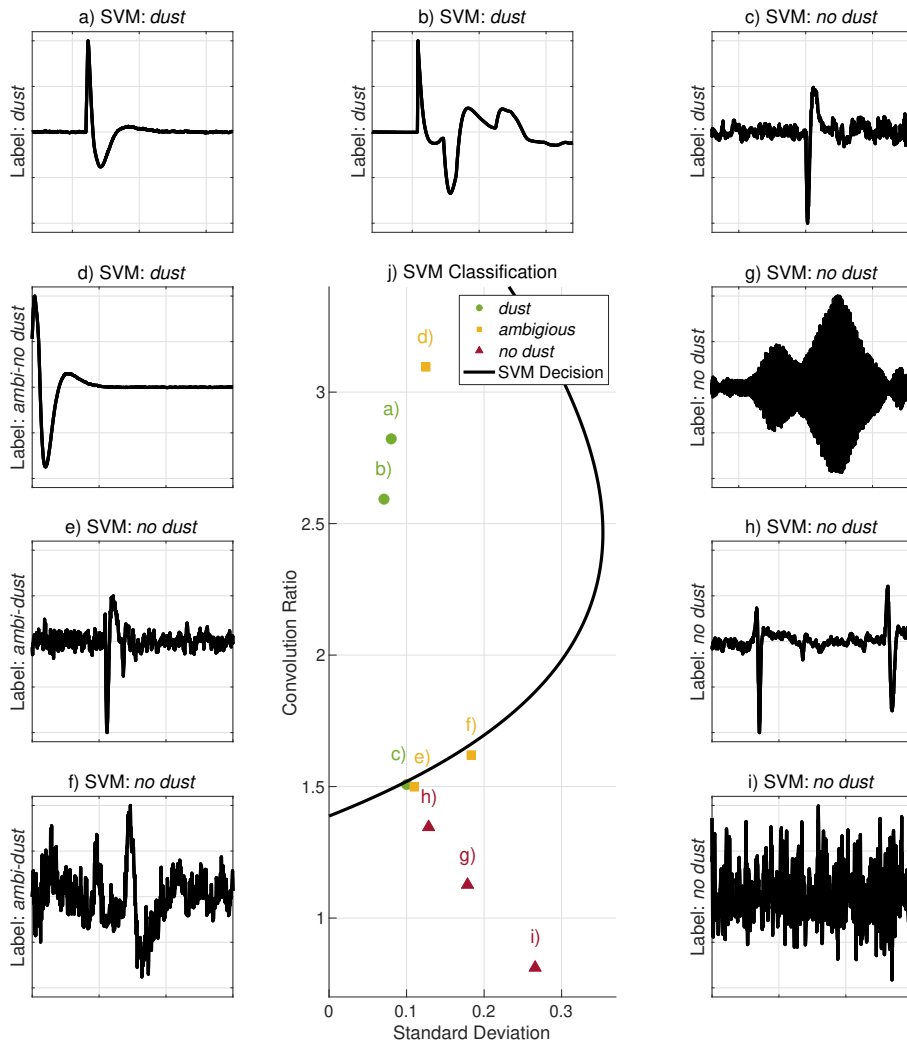 a) SVM: dust
Label: dust
b) SVM: dust
Label: dust
c) SVM: no dust
Label: dust
d) SVM: dust
Label: ambi-no dust
e) SVM: no dust
Label: ambi-dust
f) SVM: no dust
Label: ambi-dust
j) SVM Classification
dust
ambigious
no dust
SVM Decision
d)
a)
b)
c)
e)
f)
h)
g)
i)
3
2.5
2
1.5
1
0
0.1
0.2
0.3
Convolution Ratio
Standard Deviation
g) SVM: no dust
Label: no dust
h) SVM: no dust
Label: no dust
i) SVM: no dust
Label: no dust